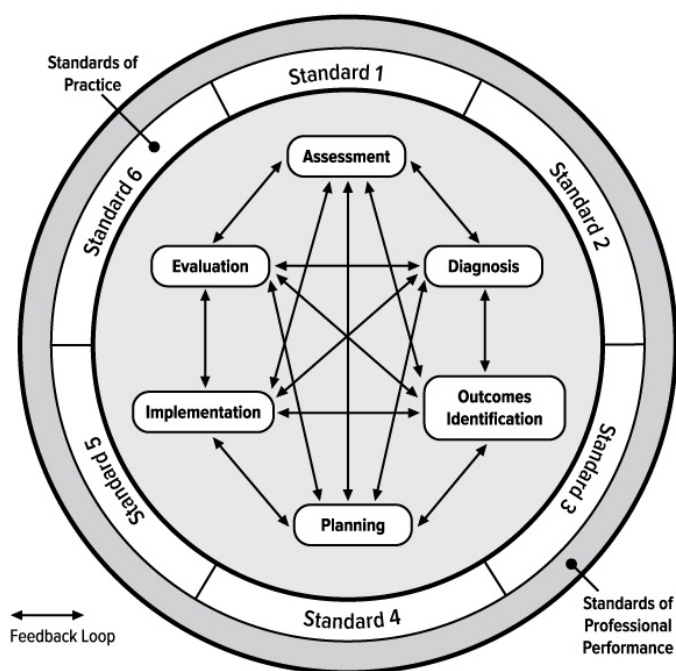 Standards of
Practice
Standard 1
Standard 2
Standard 3
Standard 4
Standard 5
Standard 6
Assessment
Evaluation
Diagnosis
Implementation
Outcomes
Identification
Planning
Feedback Loop
Standards of
Professional
Performance